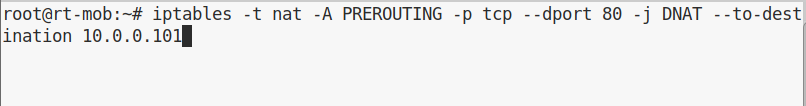 root@rt-mob:~# iptables -t nat -A PREROUTING -p tcp --dport 80 -j DNAT --to-dest
ination 10.0.0.101